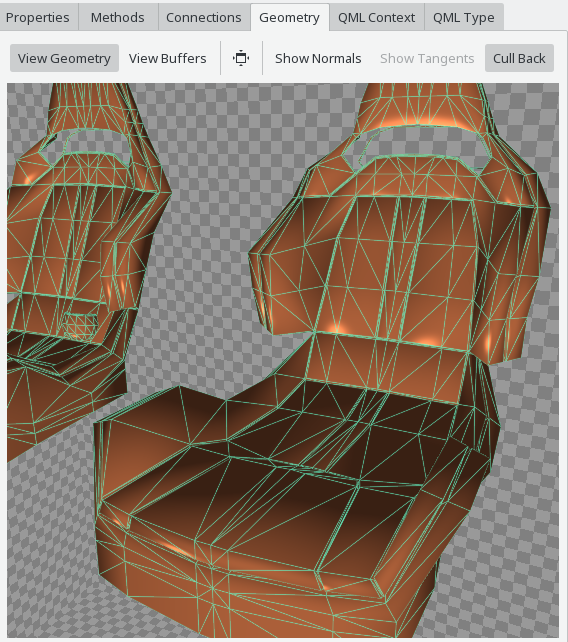 Properties Methods Connections Geometry QML Context QML Type
View Geometry View Buffers Show Normals Show Tangents Cull Back